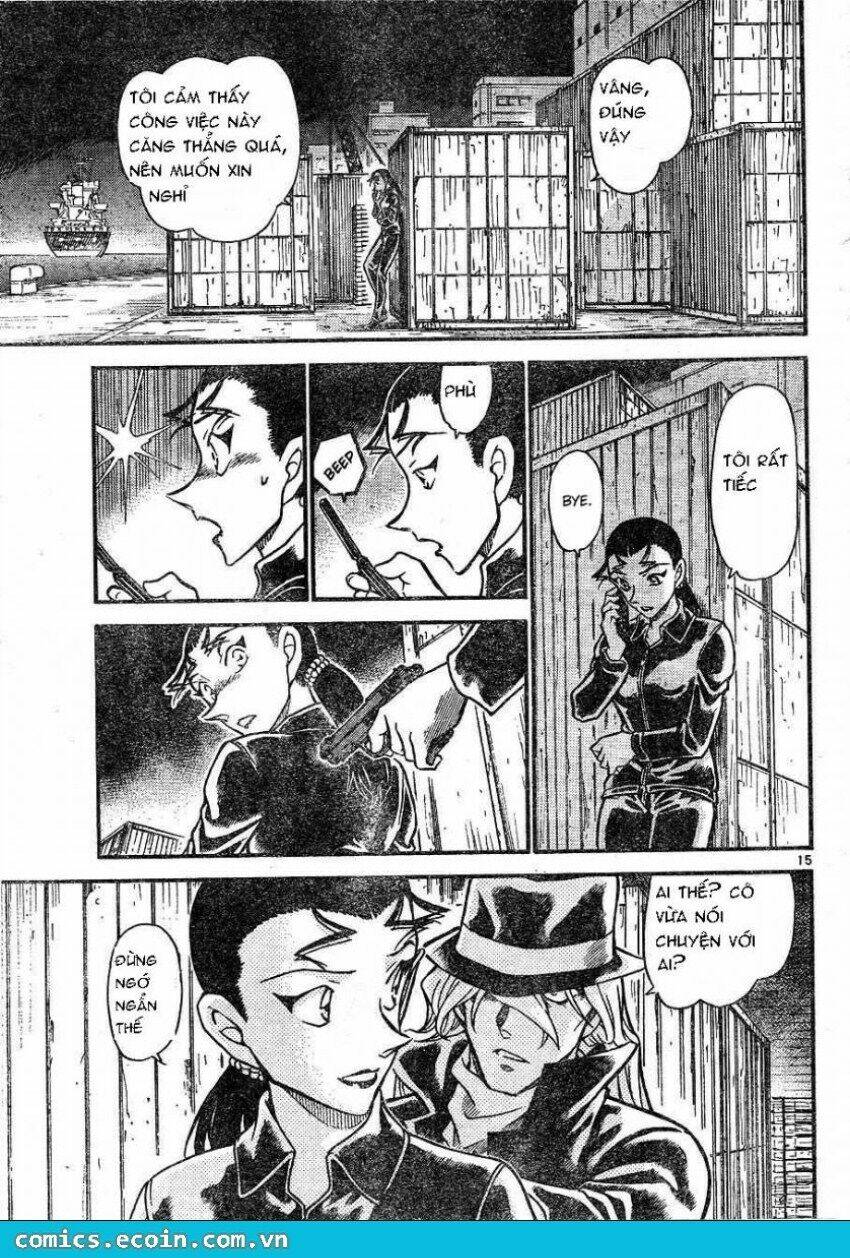 VÂNG,
ĐÚNG
VẬY
TÔI CẢM THẤY
CÔNG VIỆC NÀY
CĂNG THẲNG QUÁ,
NÊN MUỐN XIN
NGHỈ
TÔI RẤT
TIẾC
BYE.
PHÙ
BEEP
15
AI THẾ? CÔ
VỪA NÓI
CHUYỆN VỚI
AI?
ĐỪNG
NGỚ
NGẨN
THẾ
comics.ecoin.com.vn